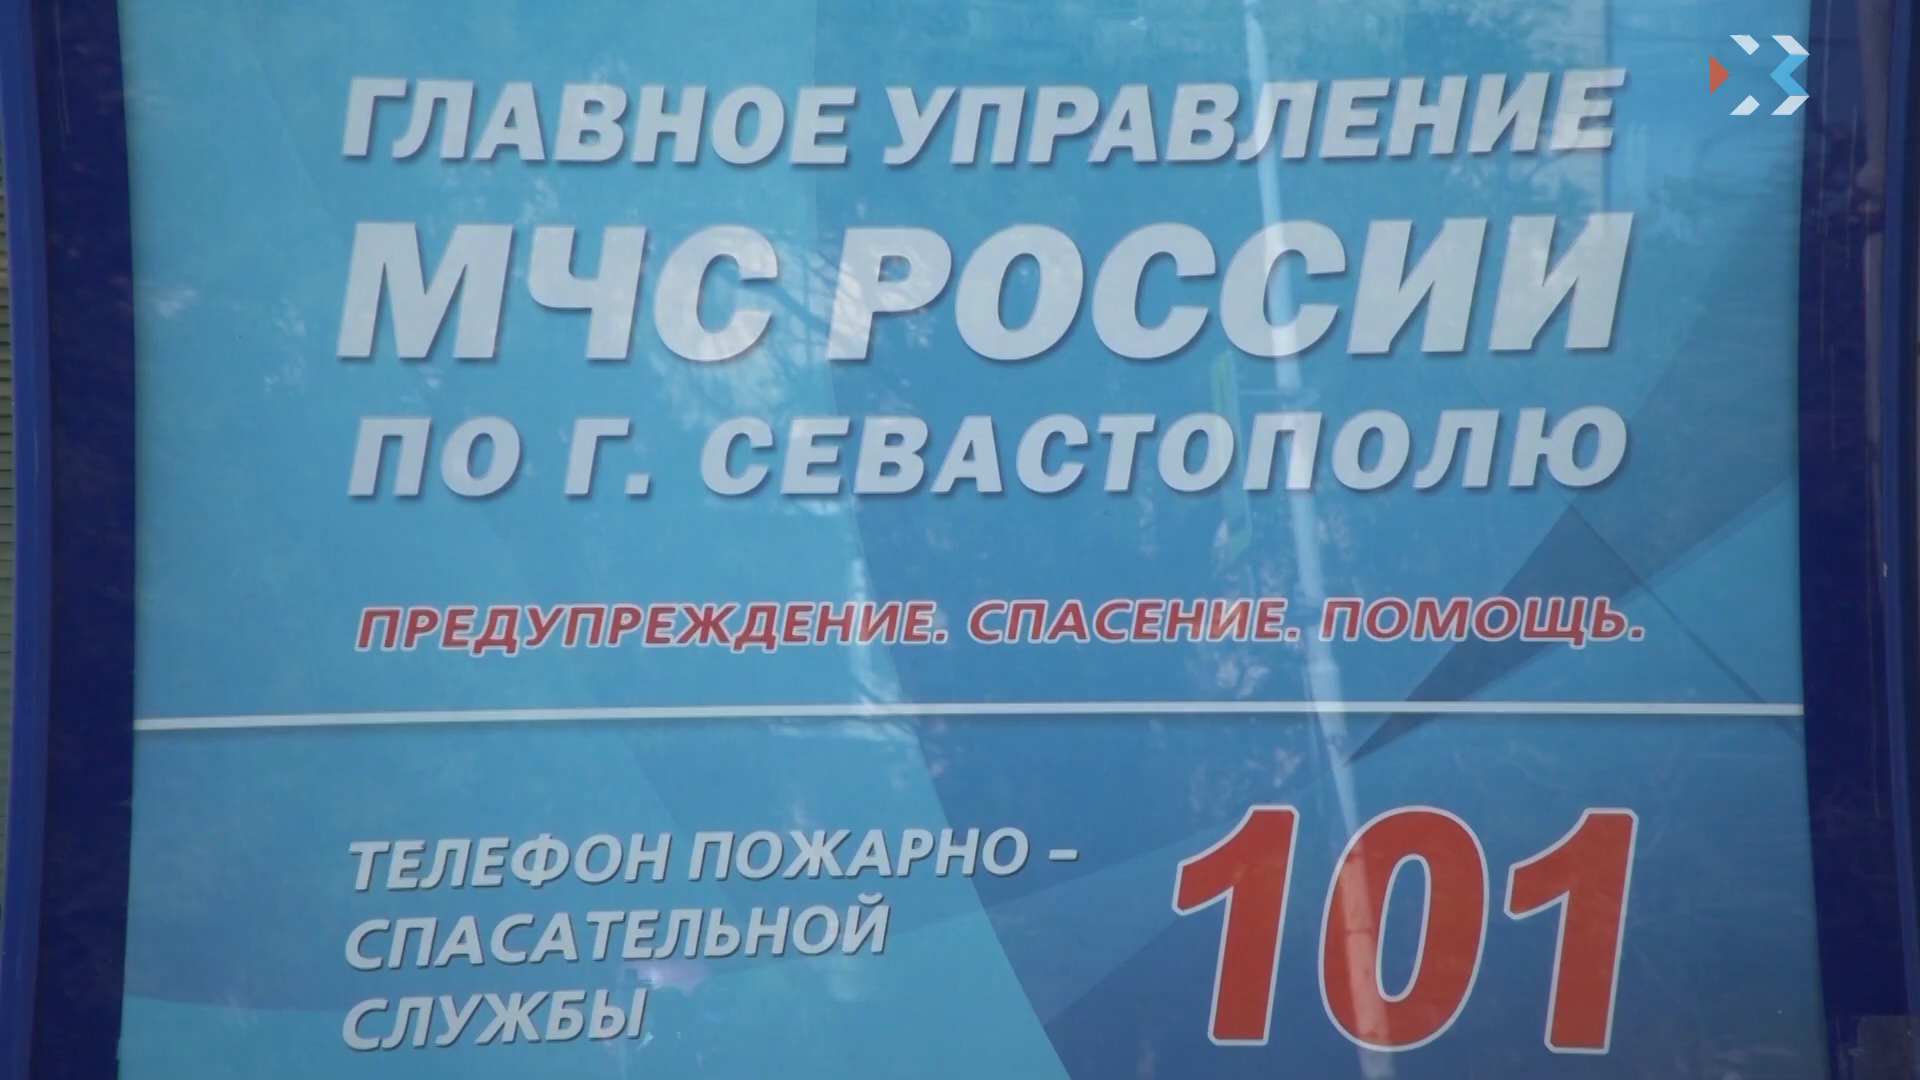 ГЛАВНОЕ УПРАВЛЕНИЕ
МЧС РОССИИ
ПО Г. СЕВАСТОПОЛЮ
ПРЕДУПРЕЖДЕНИЕ. СПАСЕНИЕ. ПОМОЩЬ.
ТЕЛЕФОН ПОЖАРНО –
СПАСАТЕЛЬНОЙ
СЛУЖБЫ
101